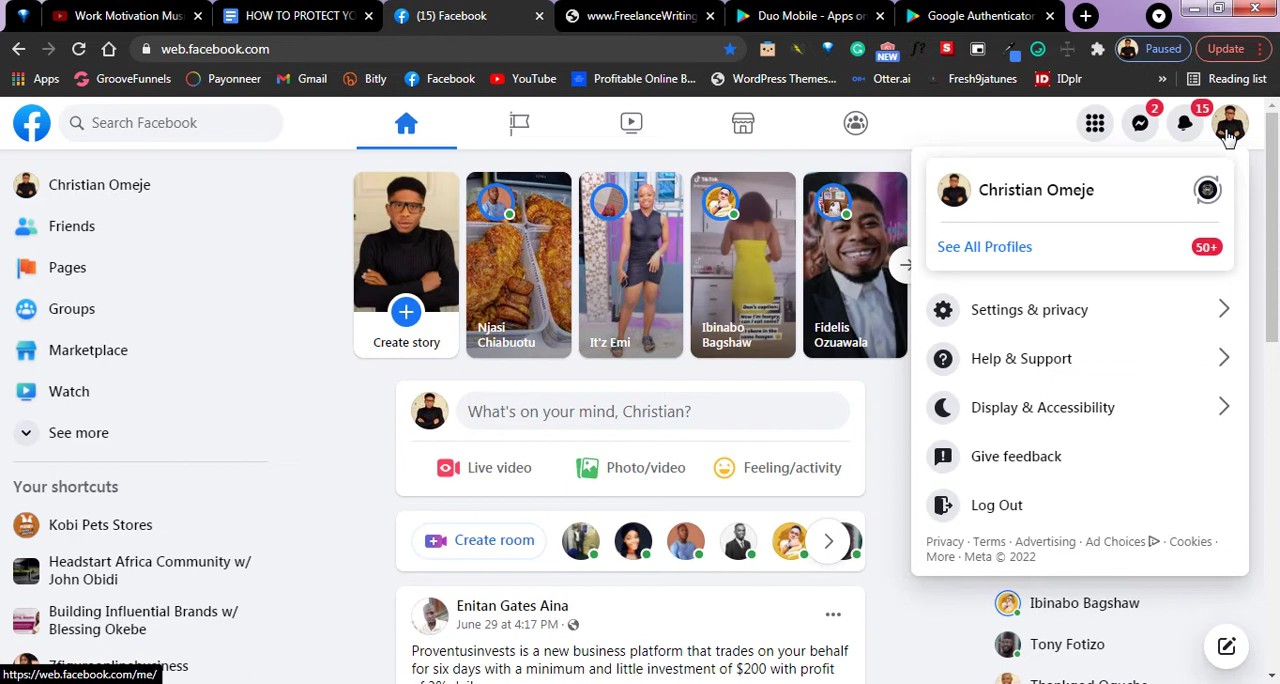 Work Motivation Mus
HOW TO PROTECT YO
(15) Facebook
www.FreelanceWriting
Duo Mobile - Apps o
Google Authenticato
web.facebook.com
NEW
Paused
Update
Apps
GrooveFunnels
Payonneer
Gmail
Bitly
Facebook
YouTube
Profitable Online B...
WordPress Themes...
Otter.ai
Fresh9jatunes
IDplr
Reading list
Search Facebook
2
15
Christian Omeje
Friends
Pages
Groups
Marketplace
Watch
See more
Your shortcuts
Kobi Pets Stores
Headstart Africa Community w/
John Obidi
Building Influential Brands w/
Blessing Okebe
7figureonlinebusiness
https://web.facebook.com/me/
Create story
Njasi
Chiabuotu
It'z Emi
TikTok
Ibinabo
Bagshaw
Fidelis
Ozuawala
What's on your mind, Christian?
Live video
Photo/video
Feeling/activity
Create room
Enitan Gates Aina
June 29 at 4:17 PM ·
Proventusinvests is a new business platform that trades on your behalf
for six days with a minimum and little investment of $200 with profit
Christian Omeje
See All Profiles
50+
Settings & privacy
Help & Support
Display & Accessibility
Give feedback
Log Out
Privacy · Terms · Advertising · Ad Choices · Cookies ·
More · Meta © 2022
Ibinabo Bagshaw
Tony Fotizo